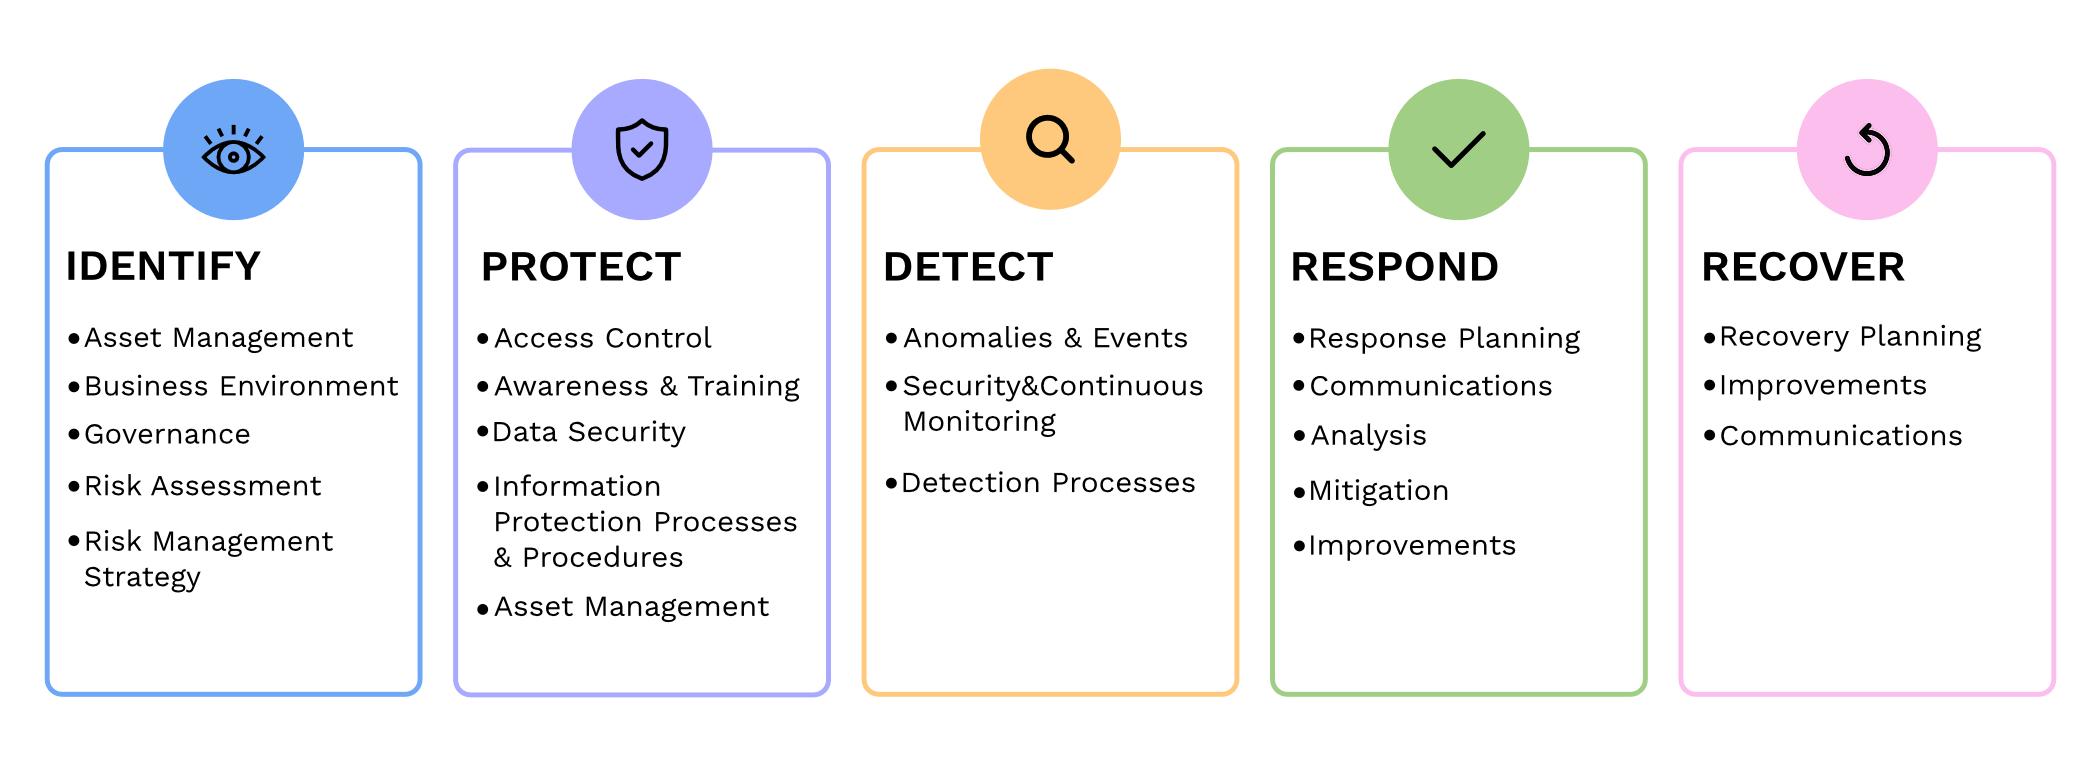 IDENTIFY
•Asset Management
•Business Environment
•Governance
•Risk Assessment
•Risk Management
Strategy
PROTECT
•Access Control
•Awareness & Training
•Data Security
•Information
Protection Processes
& Procedures
•Asset Management
DETECT
•Anomalies & Events
•Security&Continuous
Monitoring
•Detection Processes
RESPOND
•Response Planning
•Communications
•Analysis
•Mitigation
•Improvements
RECOVER
•Recovery Planning
•Improvements
•Communications